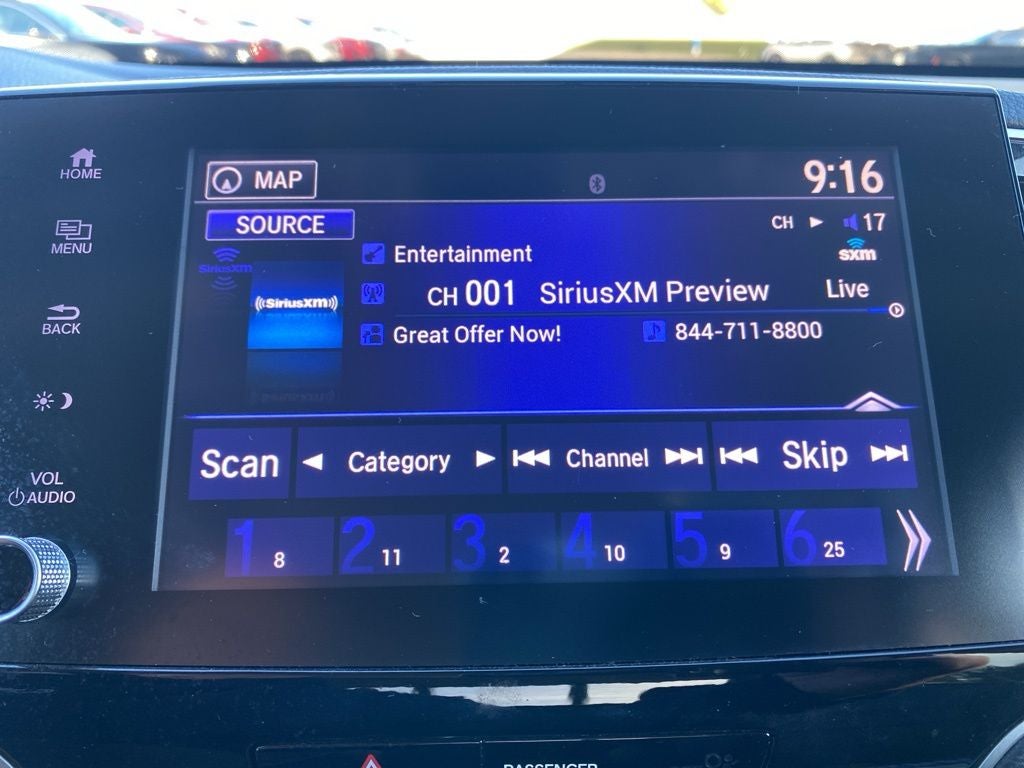 HOME
MENU
BACK
VOL
AUDIO
MAP
9:16
SOURCE
CH 17
SiriusXM
sxm
Entertainment
((SiriusXM))
CH 001 SiriusXM Preview Live
Great Offer Now! 844-711-8800
Scan Category Channel Skip
1 8 2 11 3 2 4 10 5 9 6 25
PASSENGER